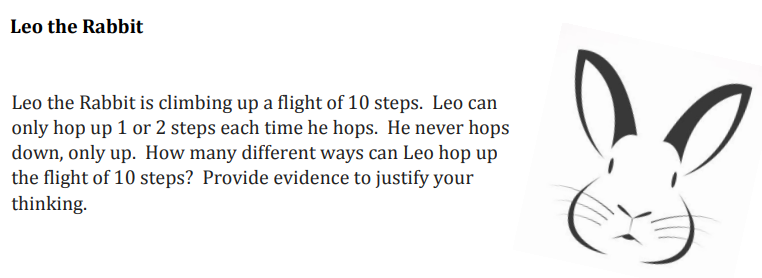 Leo the Rabbit
Leo the Rabbit is climbing up a flight of 10 steps.  Leo can
only hop up 1 or 2 steps each time he hops.  He never hops
down, only up.  How many different ways can Leo hop up
the flight of 10 steps?  Provide evidence to justify your
thinking.